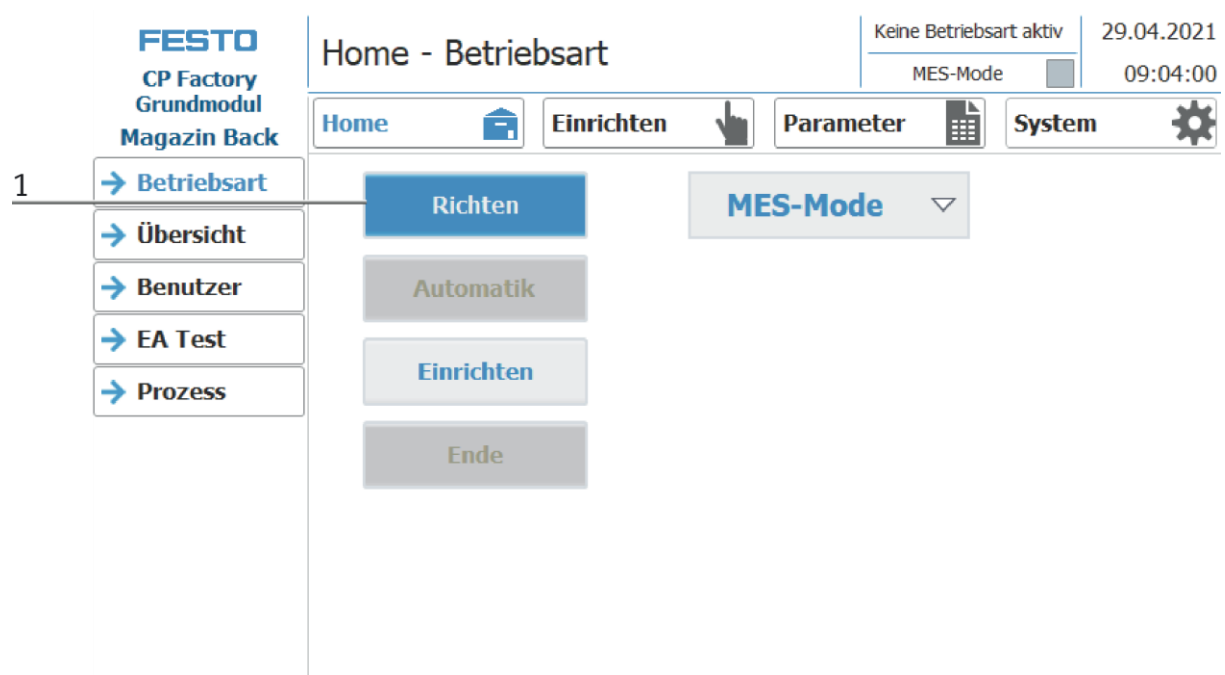 FESTO
CP Factory
Grundmodul
Magazin Back
Home - Betriebsart
Keine Betriebsart aktiv
MES-Mode
29.04.2021
09:04:00
Home
Einrichten
Parameter
System
1
Betriebsart
Übersicht
Benutzer
EA Test
Prozess
Richten
MES-Mode
Automatik
Einrichten
Ende